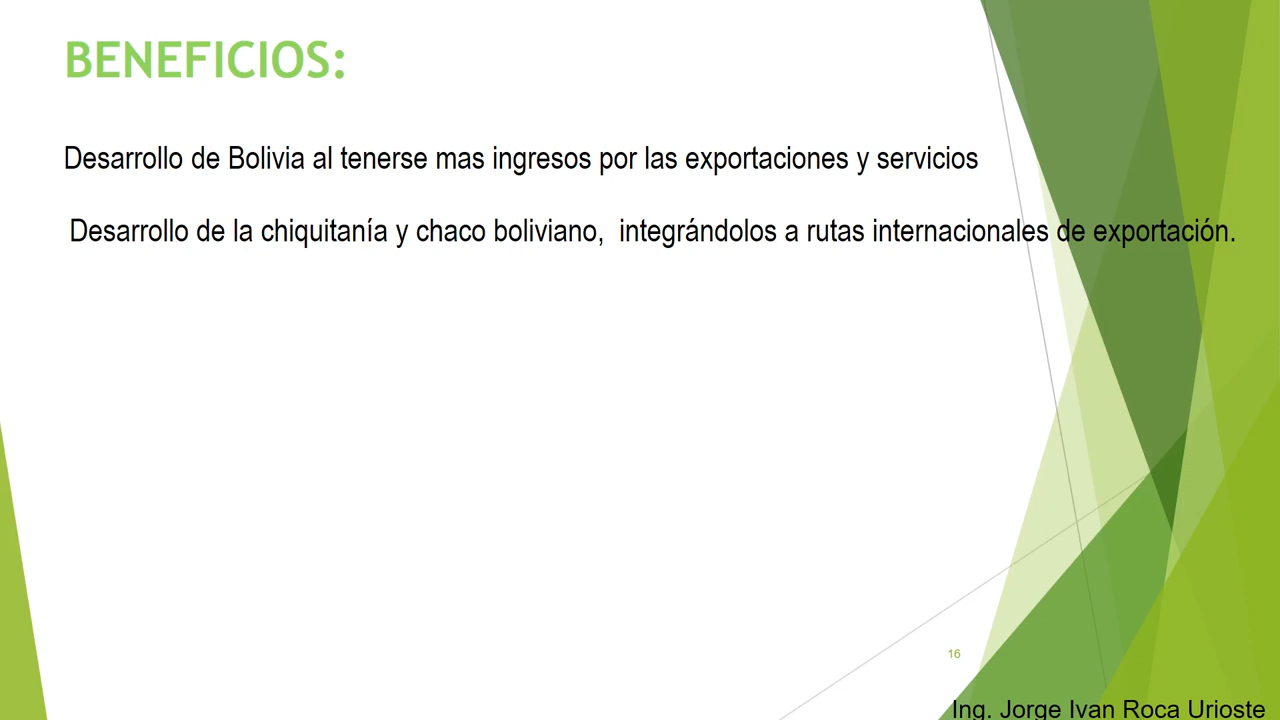 BENEFICIOS:
Desarrollo de Bolivia al tenerse mas ingresos por las exportaciones y servicios
Desarrollo de la chiquitanía y chaco boliviano, integrándolos a rutas internacionales de exportación.
16
Ing. Jorge Ivan Roca Urioste